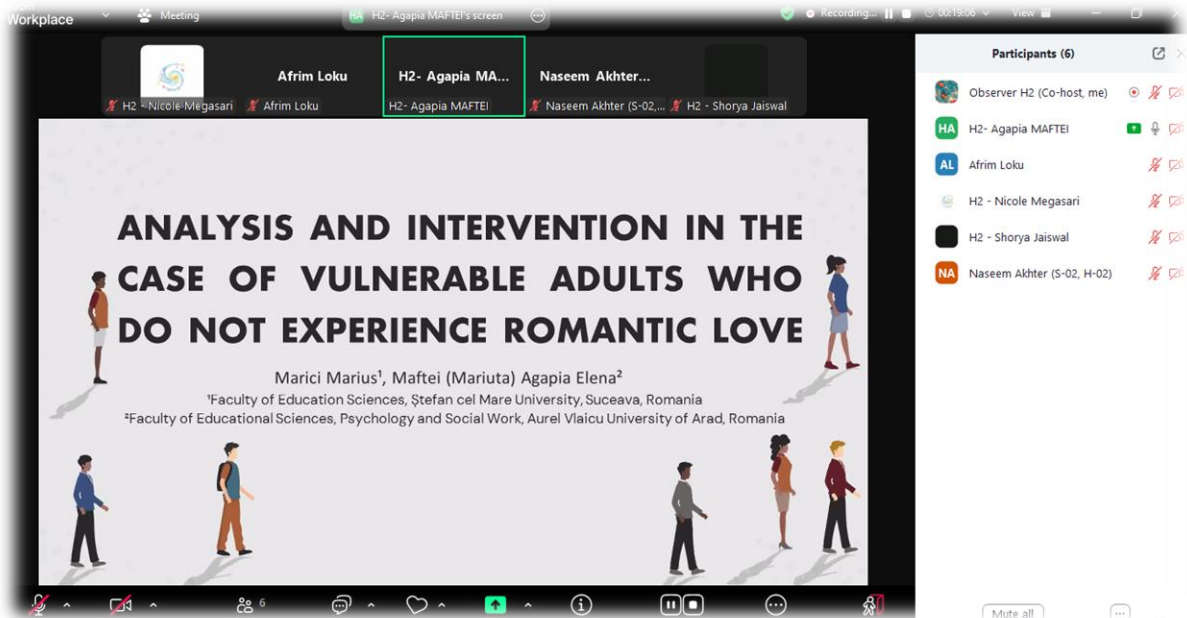 Workplace
Meeting
HA H2- Agapia MAFTEI's screen
Recording...
00:19:06
View
H2 - Nicole Megasari
Afrim Loku
Afrim Loku
H2- Agapia MA...
H2- Agapia MAFTEI
Naseem Akhter...
Naseem Akhter (S-02,...
H2 - Shorya Jaiswal
ANALYSIS AND INTERVENTION IN THE
CASE OF VULNERABLE ADULTS WHO
DO NOT EXPERIENCE ROMANTIC LOVE
Marici Marius¹, Maftei (Mariuta) Agapia Elena²
¹Faculty of Education Sciences, Ștefan cel Mare University, Suceava, Romania
²Faculty of Educational Sciences, Psychology and Social Work, Aurel Vlaicu University of Arad, Romania
6
Participants (6)
Observer H2 (Co-host, me)
HA H2- Agapia MAFTEI
AL Afrim Loku
H2 - Nicole Megasari
H2 - Shorya Jaiswal
NA Naseem Akhter (S-02, H-02)
Mute all